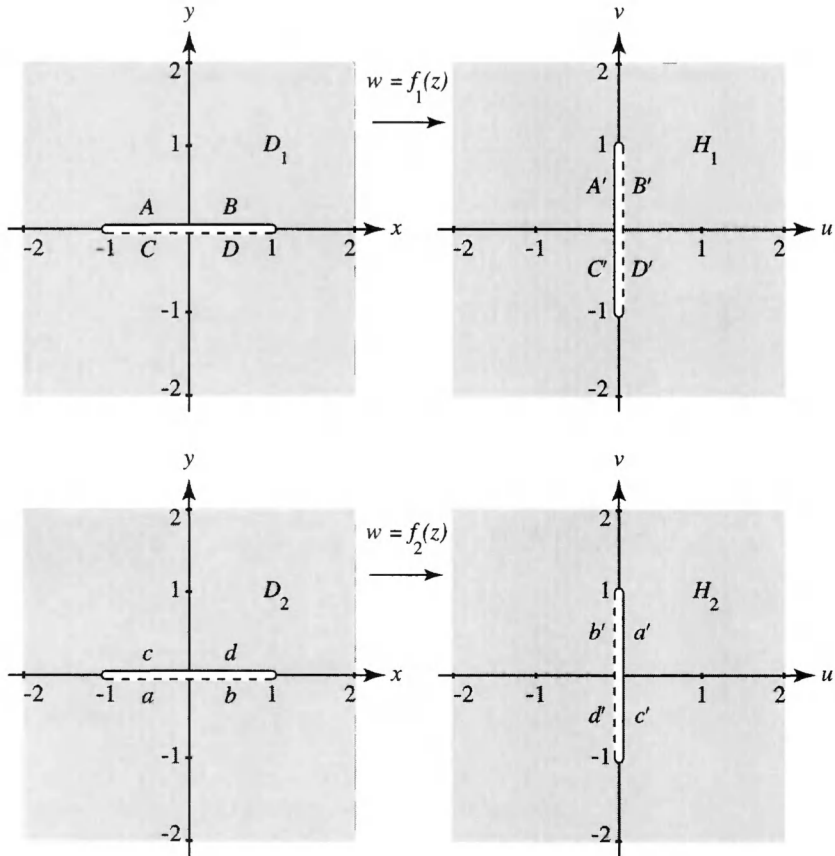 y
v
2
2
w = f1(z)
1
D1
1
H1
A B
A' B'
-2 -1 1 2 x
-2 -1 1 2 u
C D
C' D'
-1
-1
-2
-2
y
v
2
2
w = f2(z)
1
D2
1
H2
c d
b' a'
-2 -1 1 2 x
-2 -1 1 2 u
a b
d' c'
-1
-1
-2
-2